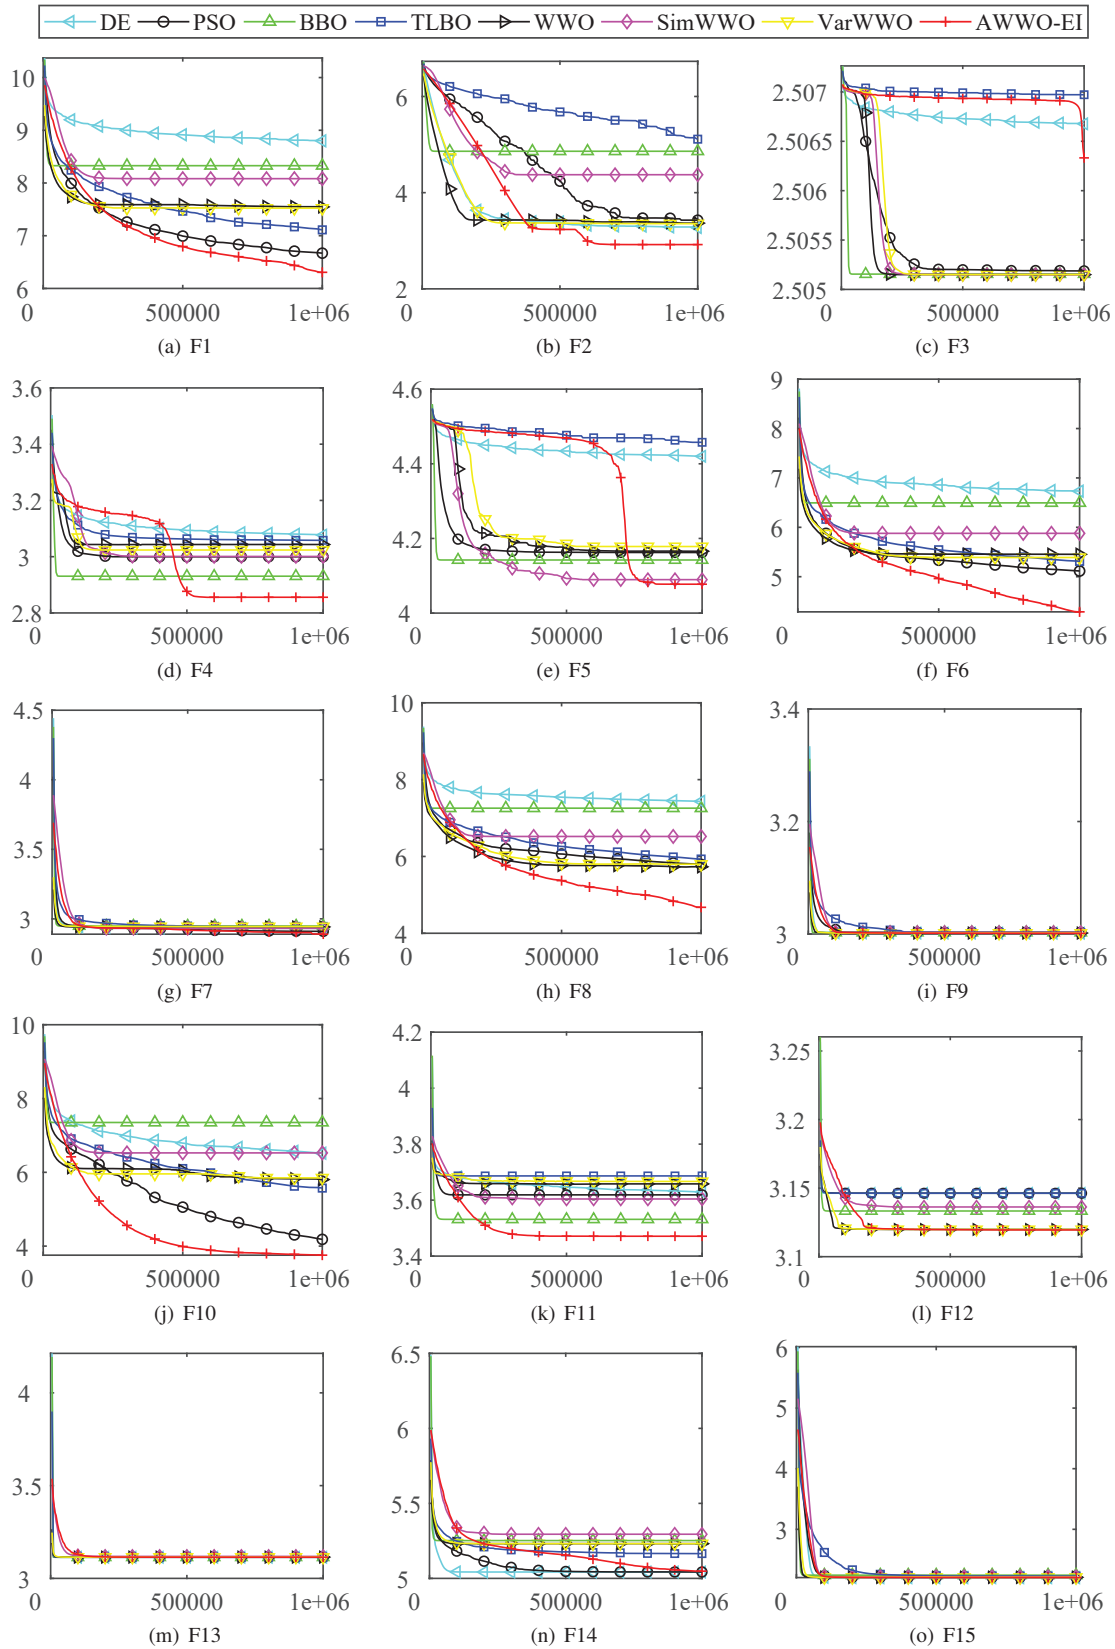 DE PSO BBO TLBO WWO SimWWO VarWWO AWWO-EI
10
9
8
7
6
0 500000 1e+06
(a) F1
6
4
2
0 500000 1e+06
(b) F2
2.507
2.5065
2.506
2.5055
2.505
0 500000 1e+06
(c) F3
3.6
3.4
3.2
3
2.8
0 500000 1e+06
(d) F4
4.6
4.4
4.2
4
0 500000 1e+06
(e) F5
9
8
7
6
5
0 500000 1e+06
(f) F6
4.5
4
3.5
3
0 500000 1e+06
(g) F7
10
8
6
4
0 500000 1e+06
(h) F8
3.4
3.2
3
0 500000 1e+06
(i) F9
10
8
6
4
0 500000 1e+06
(j) F10
4.2
4
3.8
3.6
3.4
0 500000 1e+06
(k) F11
3.25
3.2
3.15
3.1
0 500000 1e+06
(l) F12
4
3.5
3
0 500000 1e+06
(m) F13
6.5
6
5.5
5
0 500000 1e+06
(n) F14
6
5
4
3
0 500000 1e+06
(o) F15